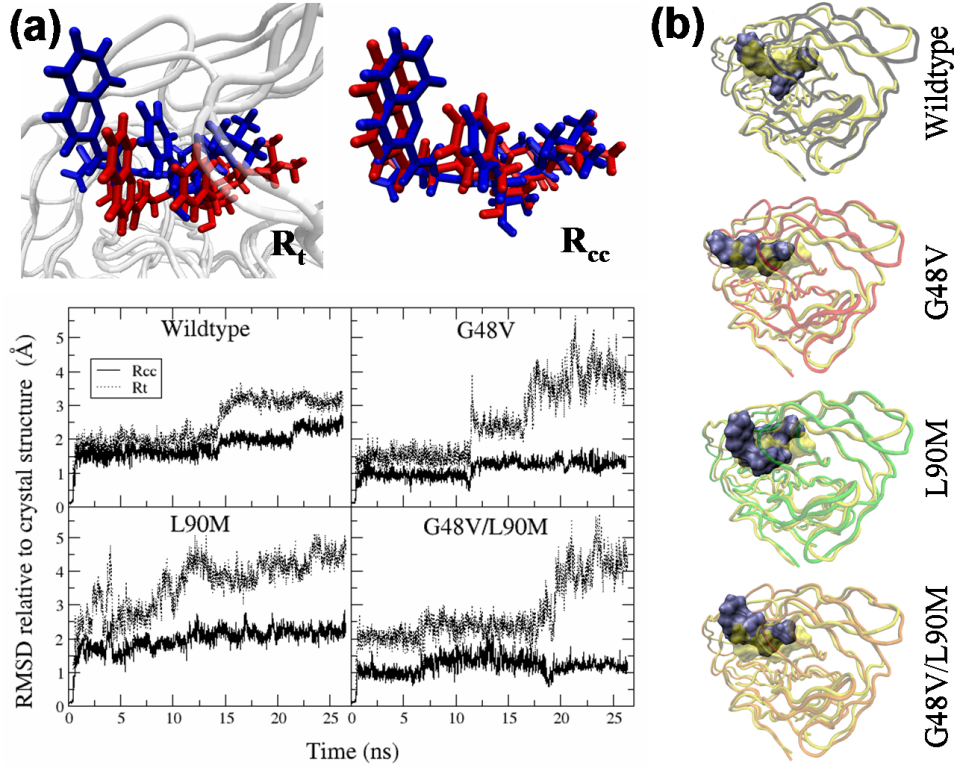 (a)
R_t
R_cc
(b)
Wildtype
G48V
L90M
G48V/L90M
RMSD relative to crystal structure (Å)
Wildtype
Rcc
Rt
G48V
5
4
3
2
1
0
L90M
G48V/L90M
5
4
3
2
1
0
0 5 10 15 20 25 0 5 10 15 20 25
Time (ns)